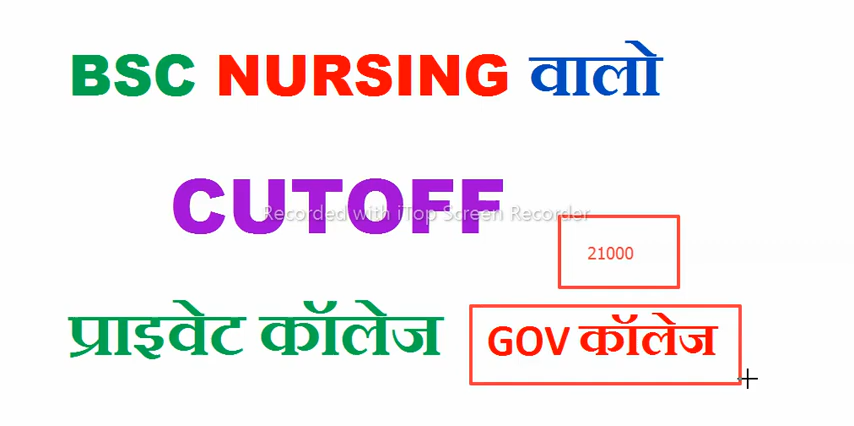 BSC NURSING वालो
CUTOFF
Recorded with iTop Screen Recorder
21000
प्राइवेट कॉलेज GOV कॉलेज